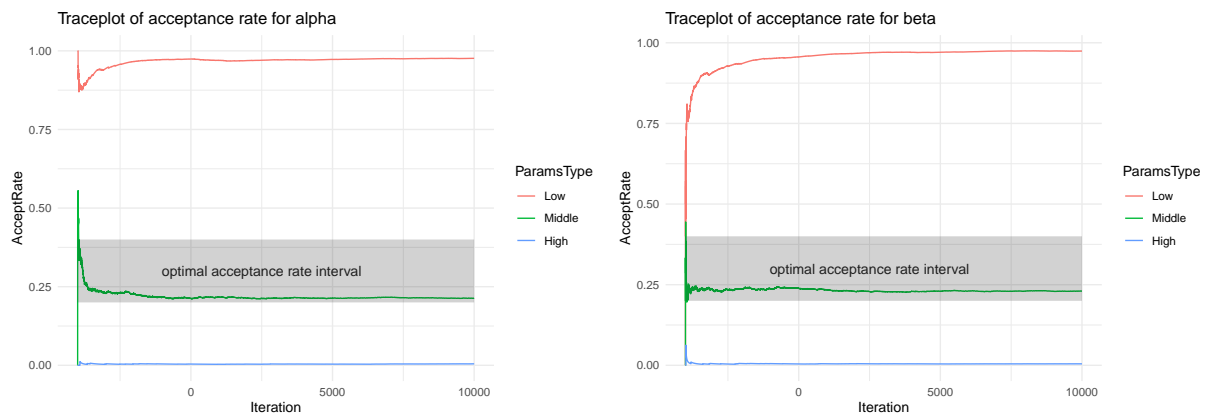 Traceplot of acceptance rate for alpha
1.00
0.75
0.50
0.25
0.00
AcceptRate
optimal acceptance rate interval
0
5000
10000
Iteration
ParamsType
Low
Middle
High
Traceplot of acceptance rate for beta
1.00
0.75
0.50
0.25
0.00
AcceptRate
optimal acceptance rate interval
0
5000
10000
Iteration
ParamsType
Low
Middle
High